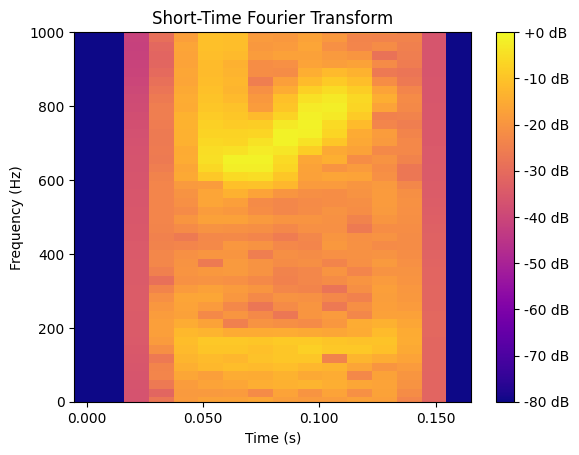 Short-Time Fourier Transform
1000
800
600
400
200
0
Frequency (Hz)
0.000
0.050
0.100
0.150
Time (s)
+0 dB
-10 dB
-20 dB
-30 dB
-40 dB
-50 dB
-60 dB
-70 dB
-80 dB